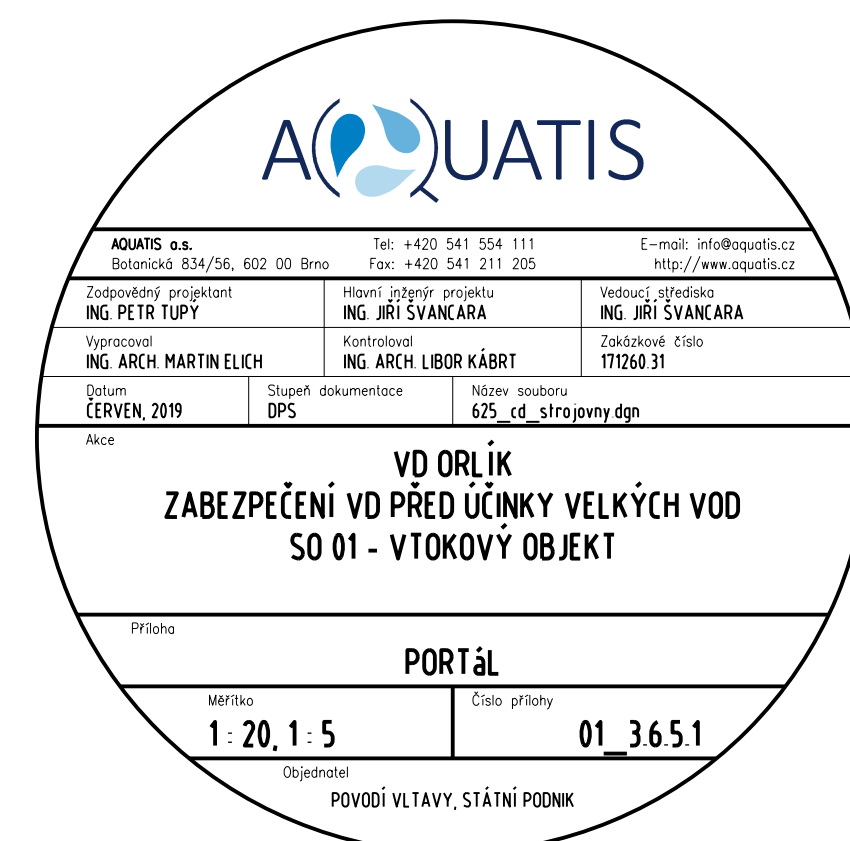 AQUATIS
AQUATIS a.s. Tel: +420 541 554 111 E-mail: info@aquatis.cz
Botanická 834/56, 602 00 Brno Fax: +420 541 211 205 http://www.aquatis.cz
Zodpovědný projektant Hlavní inženýr projektu Vedoucí střediska
ING. PETR TUPÝ ING. JIŘÍ ŠVANCARA ING. JIŘÍ ŠVANCARA
Vypracoval Kontroloval Zakázkové číslo
ING. ARCH. MARTIN ELICH ING. ARCH. LIBOR KÁBRT 171260.31
Datum Stupeň dokumentace Název souboru
ČERVEN, 2019 DPS 625_cd_strojovny.dgn
Akce
VD ORLÍK
ZABEZPEČENÍ VD PŘED ÚČINKY VELKÝCH VOD
SO 01 - VTOKOVÝ OBJEKT
Příloha
PORTáL
Měřítko Číslo přílohy
1 : 20, 1 : 5 01_3.6.5.1
Objednatel
POVODÍ VLTAVY, STÁTNÍ PODNIK